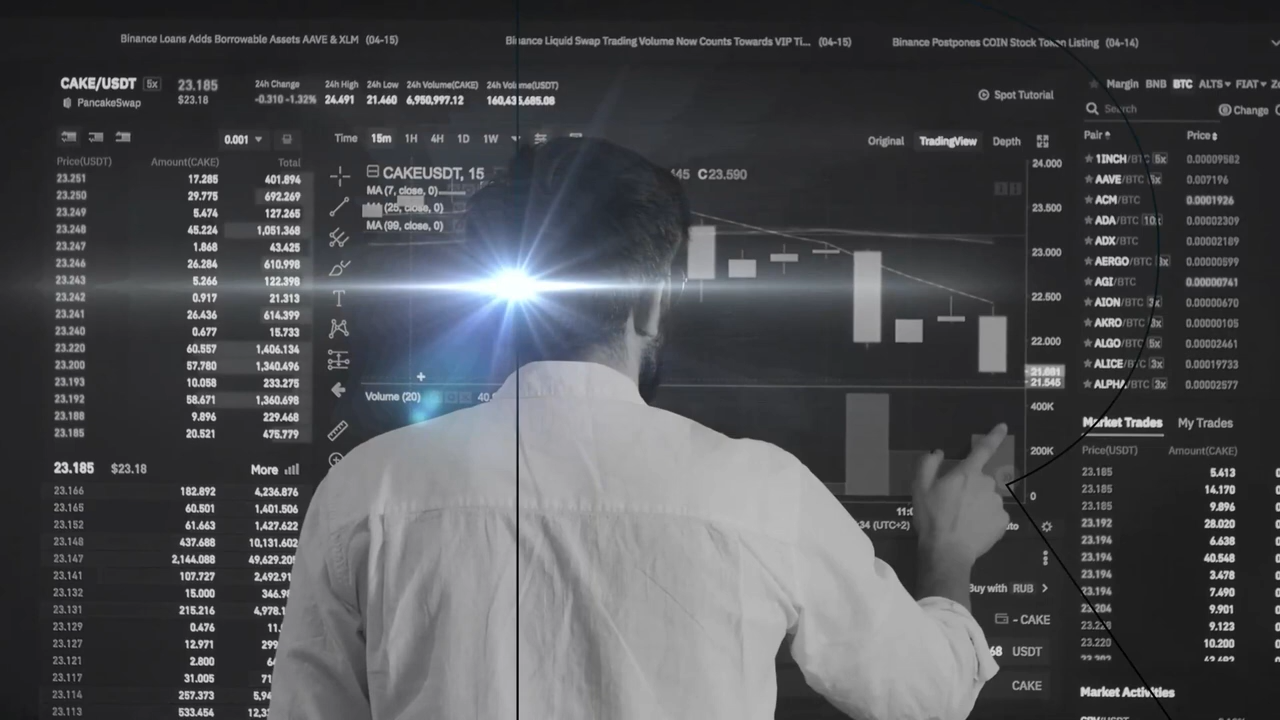 Binance Loans Adds Borrowable Assets AAVE & XLM (04-15)
Binance Liquid Swap Trading Volume Now Counts Towards VIP Ti... (04-15)
Binance Postpones COIN Stock Token Listing (04-14)
CAKE/USDT 5x 23.185 24h Change 24h High 24h Low 24h Volume(CAKE) 24h Volume(USDT)
PancakeSwap $23.18 -0.310 -1.32% 24.491 21.460 6,950,997.12 160,435,685.08
Spot Tutorial
Margin BNB BTC ALTS FIAT
Search Change
0.001
Time 15m 1H 4H 1D 1W
Original TradingView Depth
Pair Price
Price(USDT) Amount(CAKE) Total
23.251 17.285 401.894
23.250 29.775 692.269
23.249 5.474 127.265
23.248 45.224 1,051.368
23.247 1.868 43.425
23.246 26.284 610.998
23.243 5.266 122.398
23.242 0.917 21.313
23.241 26.436 614.399
23.240 0.677 15.733
23.220 60.557 1,406.134
23.200 57.780 1,340.496
23.193 10.058 233.275
23.192 58.671 1,360.698
23.188 9.896 229.468
23.185 20.521 475.779
23.185 $23.18 More
23.166 182.892 4,236.876
23.165 60.501 1,401.506
23.152 61.663 1,427.622
23.148 437.688 10,131.602
23.147 2,144.088
23.141 107.727
23.132 15.000
23.131 215.216
23.129 0.476
23.127 12.971
23.121 2.800
23.117 31.005
23.114 257.373
23.113 533.454
CAKEUSDT, 15 C23.590
MA (7, close, 0)
(25, close, 0)
MA (99, close, 0)
Volume (20)
24.000
23.500
23.000
22.500
22.000
21.545
400K
200K
0
(UTC+2)
Buy with RUB
- CAKE
USDT
CAKE
1INCH/BTC 5x 0.00009582
AAVE/BTC 5x 0.007196
ACM/BTC 0.0001926
ADA/BTC 0.00002309
ADX/BTC 0.00002189
AERGO/BTC 0.00000599
AGI/BTC 0.00000741
AION/BTC 3x 0.00000670
AKRO/BTC 3x 0.00000105
ALGO/BTC 5x 0.00002461
ALICE/BTC 3x 0.00019733
ALPHA/BTC 3x 0.00002577
Market Trades My Trades
Price(USDT) Amount(CAKE)
23.185 5.413
23.185 14.170
23.185 9.896
23.192 28.020
23.194 6.638
23.194 40.548
23.194 3.478
23.194 7.490
23.204 9.901
23.220 9.123
23.220 10.200
Market Activities